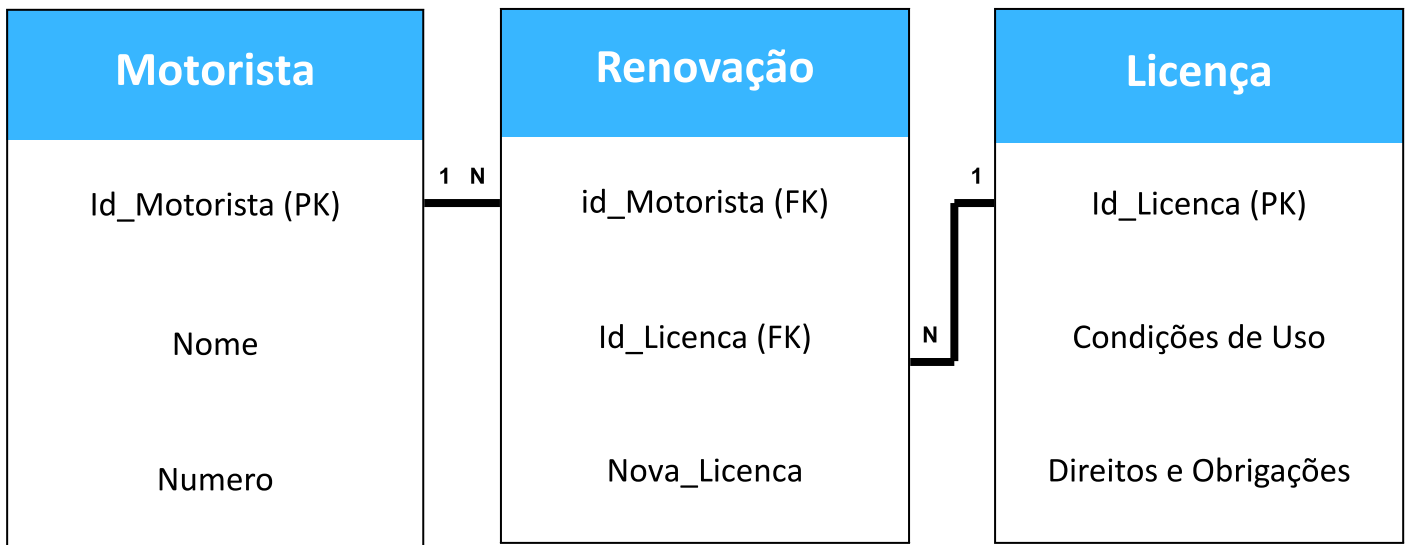 Motorista
Id_Motorista (PK)
Nome
Numero
1 N
Renovação
id_Motorista (FK)
Id_Licenca (FK)
Nova_Licenca
N
1
Licença
Id_Licenca (PK)
Condições de Uso
Direitos e Obrigações